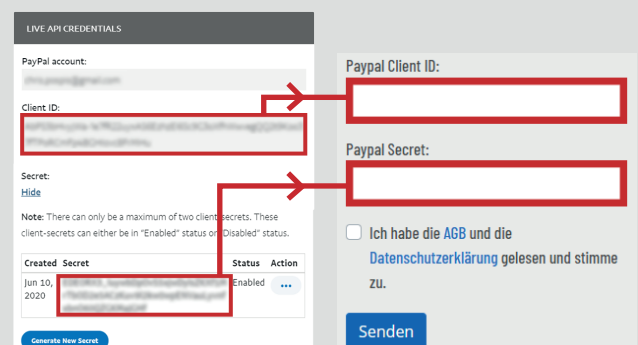 LIVE API CREDENTIALS
PayPal account:
Client ID:
Secret:
Hide
Note: There can only be a maximum of two client-secrets. These
client-secrets can either be in "Enabled" status or "Disabled" status.
Created Secret Status Action
Jun 10, Enabled
2020
Generate New Secret
Paypal Client ID:
Paypal Secret:
Ich habe die AGB und die
Datenschutzerklärung gelesen und stimme
zu.
Senden